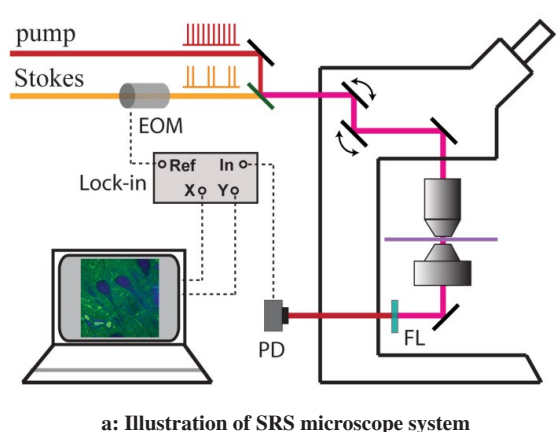 pump
Stokes
EOM
Ref In
Lock-in
X Y
PD
FL
a: Illustration of SRS microscope system